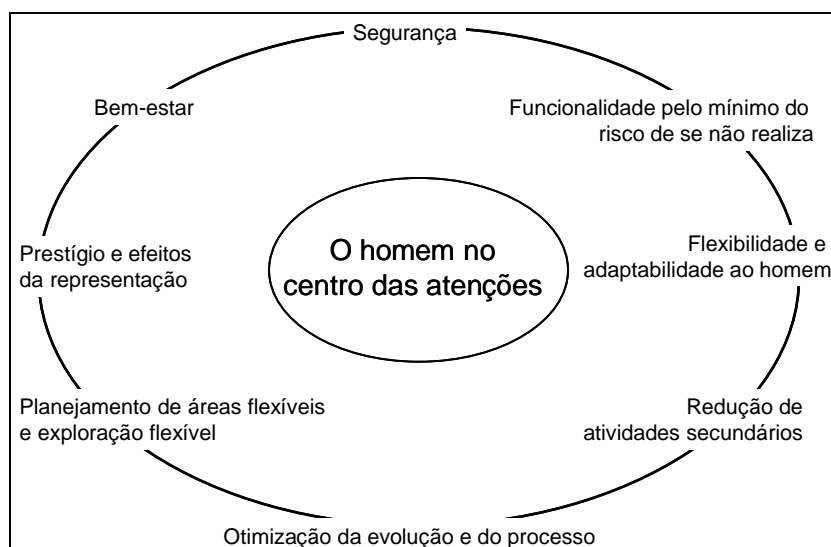 Segurança
Bem-estar
Funcionalidade pelo mínimo do
risco de se não realiza
O homem no
centro das atenções
Prestígio e efeitos
da representação
Flexibilidade e
adaptabilidade ao homem
Planejamento de áreas flexíveis
e exploração flexível
Redução de
atividades secundários
Otimização da evolução e do processo